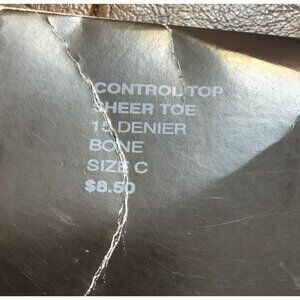 CONTROL TOP
SHEER TOE
15 DENIER
BONE
SIZE C
$8.50